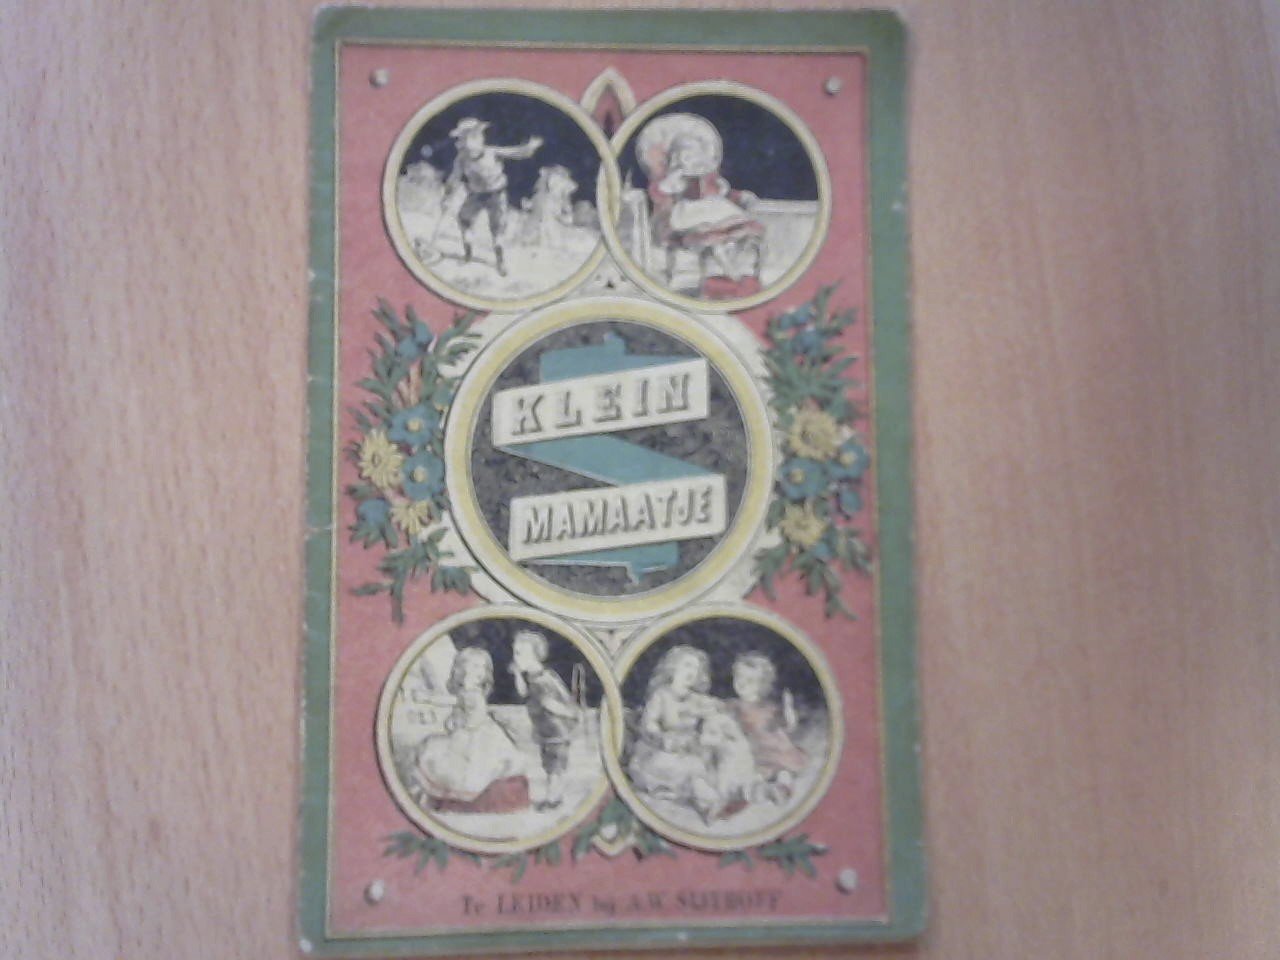 KLEIN
MAMAATJE
Te LEIDEN bij A.W. SIJTHOFF